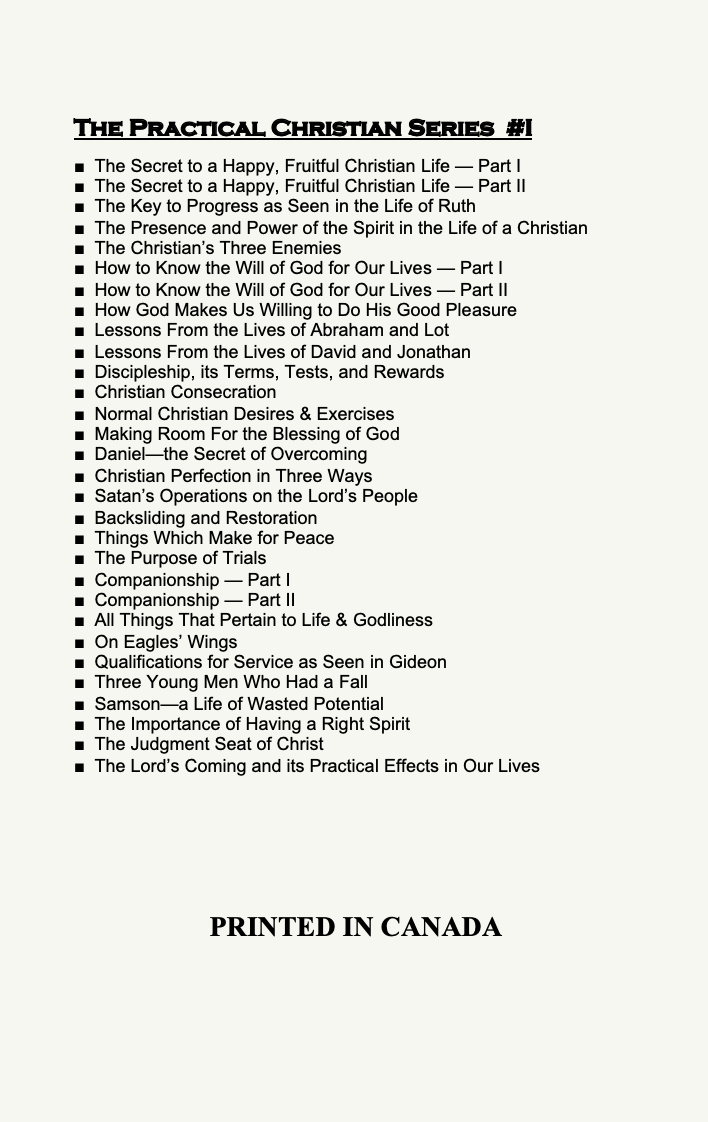 The Practical Christian Series #I
■ The Secret to a Happy, Fruitful Christian Life — Part I
■ The Secret to a Happy, Fruitful Christian Life — Part II
■ The Key to Progress as Seen in the Life of Ruth
■ The Presence and Power of the Spirit in the Life of a Christian
■ The Christian’s Three Enemies
■ How to Know the Will of God for Our Lives — Part I
■ How to Know the Will of God for Our Lives — Part II
■ How God Makes Us Willing to Do His Good Pleasure
■ Lessons From the Lives of Abraham and Lot
■ Lessons From the Lives of David and Jonathan
■ Discipleship, its Terms, Tests, and Rewards
■ Christian Consecration
■ Normal Christian Desires & Exercises
■ Making Room For the Blessing of God
■ Daniel—the Secret of Overcoming
■ Christian Perfection in Three Ways
■ Satan’s Operations on the Lord’s People
■ Backsliding and Restoration
■ Things Which Make for Peace
■ The Purpose of Trials
■ Companionship — Part I
■ Companionship — Part II
■ All Things That Pertain to Life & Godliness
■ On Eagles’ Wings
■ Qualifications for Service as Seen in Gideon
■ Three Young Men Who Had a Fall
■ Samson—a Life of Wasted Potential
■ The Importance of Having a Right Spirit
■ The Judgment Seat of Christ
■ The Lord’s Coming and its Practical Effects in Our Lives
PRINTED IN CANADA